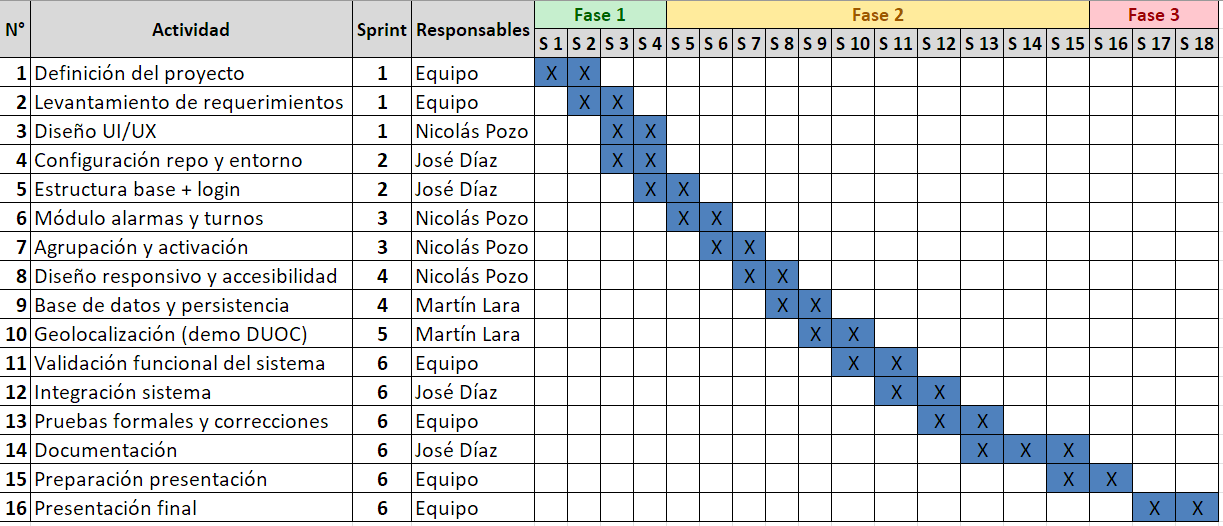 N° Actividad Sprint Responsables Fase 1 Fase 2 Fase 3
S 1 S 2 S 3 S 4 S 5 S 6 S 7 S 8 S 9 S 10 S 11 S 12 S 13 S 14 S 15 S 16 S 17 S 18
1 Definición del proyecto 1 Equipo X X
2 Levantamiento de requerimientos 1 Equipo X X
3 Diseño UI/UX 1 Nicolás Pozo X X
4 Configuración repo y entorno 2 José Díaz X X
5 Estructura base + login 2 José Díaz X X
6 Módulo alarmas y turnos 3 Nicolás Pozo X X
7 Agrupación y activación 3 Nicolás Pozo X X
8 Diseño responsivo y accesibilidad 4 Nicolás Pozo X X
9 Base de datos y persistencia 4 Martín Lara X X
10 Geolocalización (demo DUOC) 5 Martín Lara X X
11 Validación funcional del sistema 6 Equipo X X
12 Integración sistema 6 José Díaz X X
13 Pruebas formales y correcciones 6 Equipo X X
14 Documentación 6 José Díaz X X X
15 Preparación presentación 6 Equipo X X
16 Presentación final 6 Equipo X X